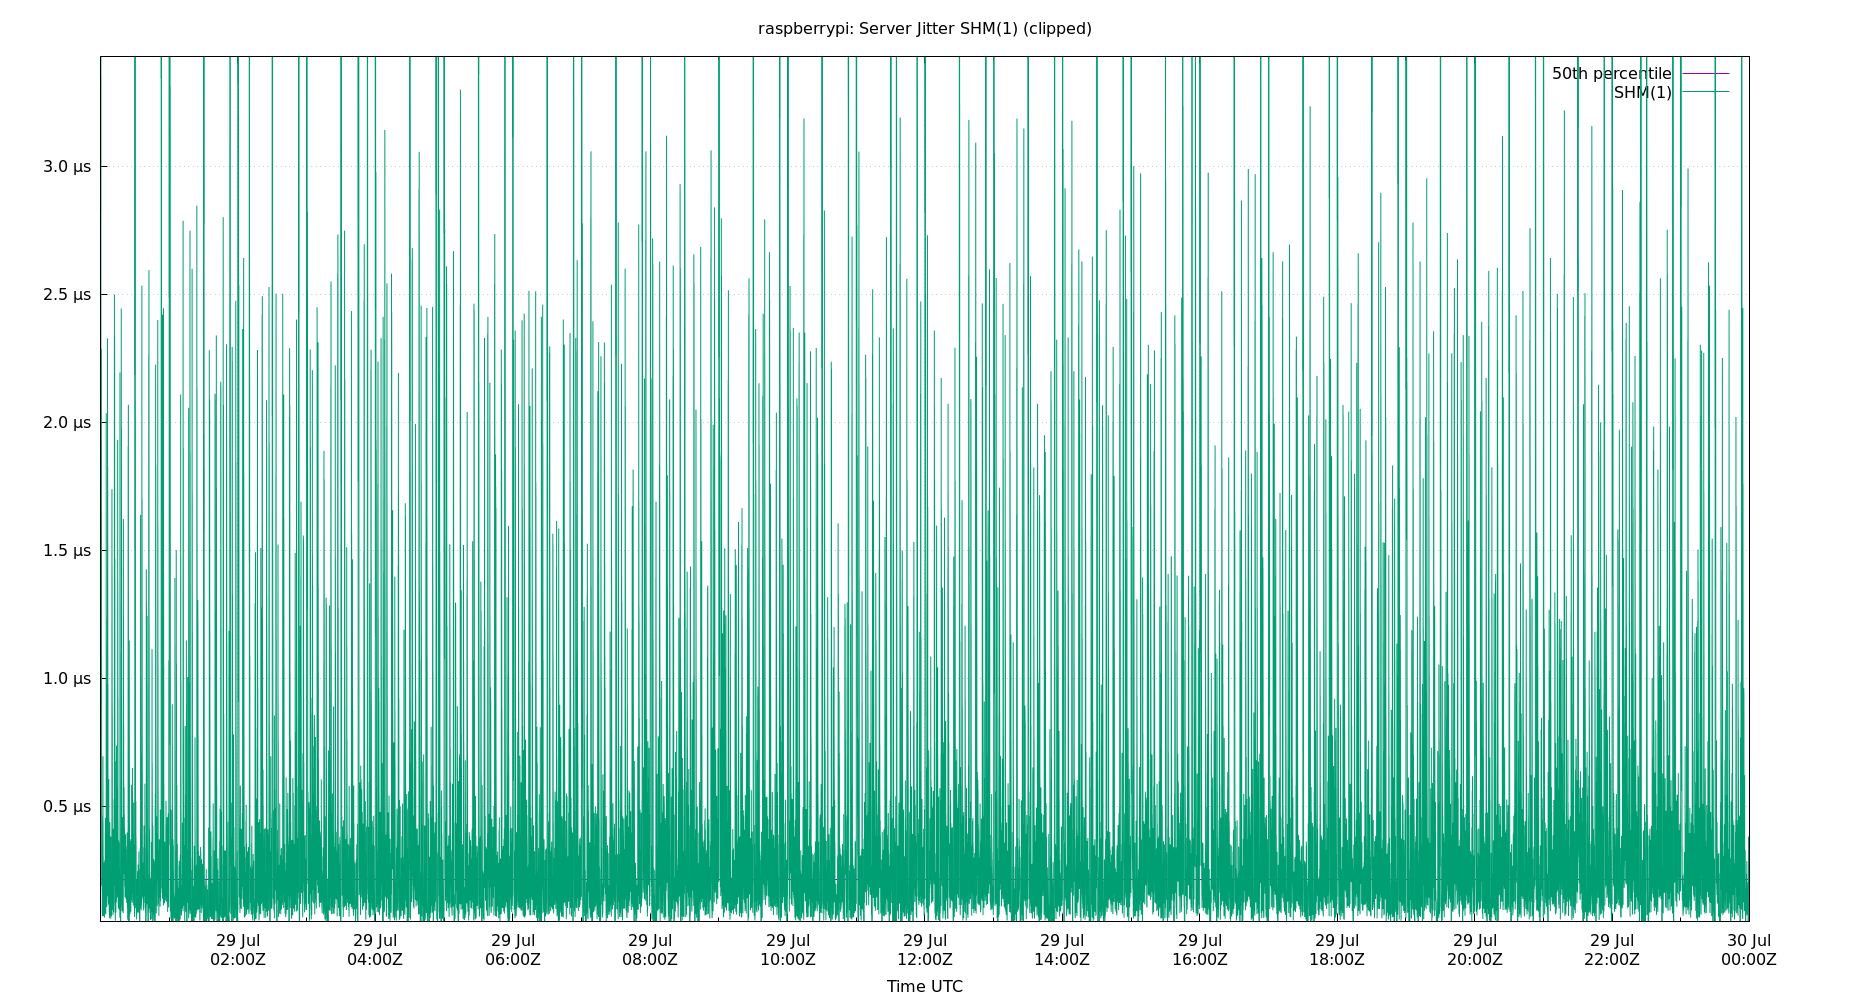 raspberrypi: Server Jitter SHM(1) (clipped)
50th percentile
SHM(1)
3.0 µs
2.5 µs
2.0 µs
1.5 µs
1.0 µs
0.5 µs
29 Jul 29 Jul 29 Jul 29 Jul 29 Jul 29 Jul 29 Jul 29 Jul 29 Jul 29 Jul 29 Jul 30 Jul
02:00Z 04:00Z 06:00Z 08:00Z 10:00Z 12:00Z 14:00Z 16:00Z 18:00Z 20:00Z 22:00Z 00:00Z
Time UTC